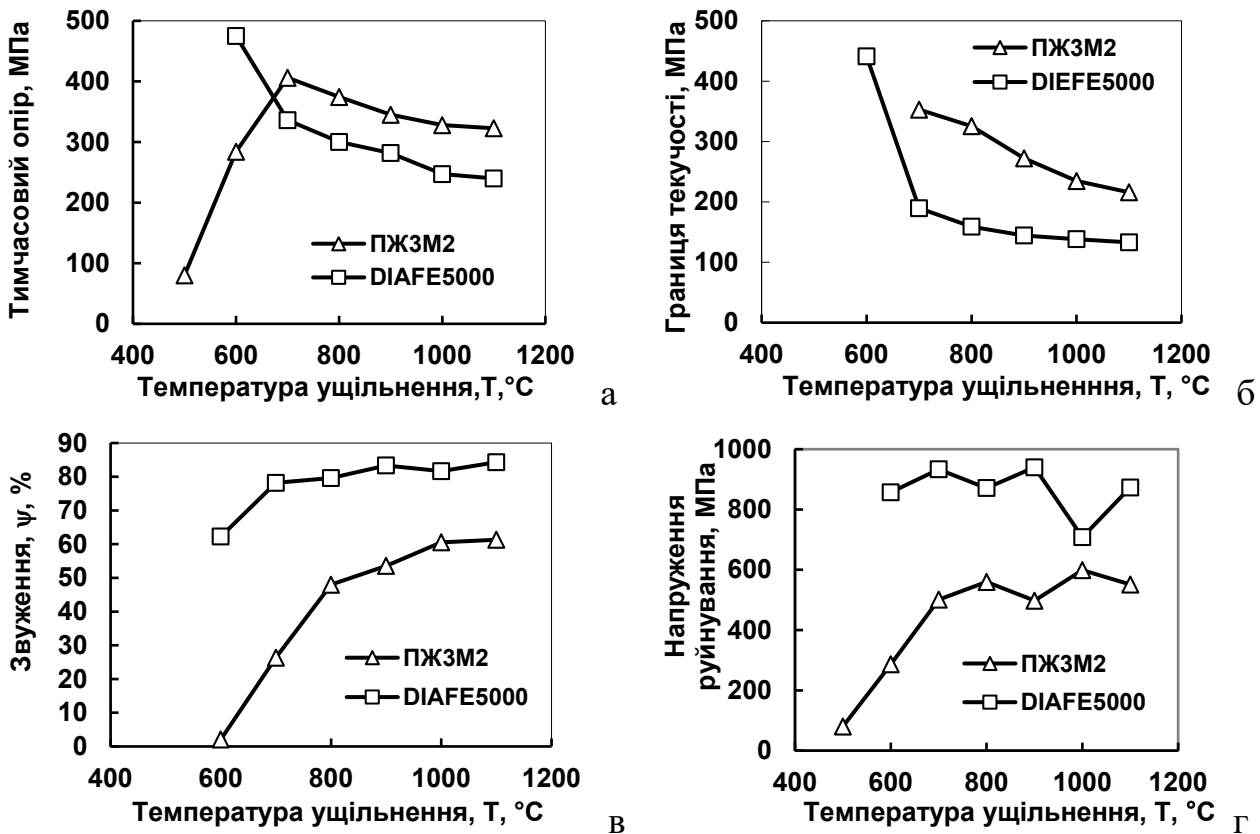 500
400
300
200
100
0
Тимчасовий опір, МПа
ПЖ3М2
DIAFE5000
400 600 800 1000 1200
Температура ущільнення,Т,°С
а
500
400
300
200
100
0
Границя текучості, МПа
ПЖ3М2
DIEFE5000
400 600 800 1000 1200
Температура ущільненння, Т, °С
б
90
80
70
60
50
40
30
20
10
0
Звуження, ψ, %
ПЖ3М2
DIAFE5000
400 600 800 1000 1200
Температура ущільнення, Т, °С
в
1000
800
600
400
200
0
Напруження
руйнування, МПа
ПЖ3М2
DIAFE5000
400 600 800 1000 1200
Температура ущільнення, Т, °С
г